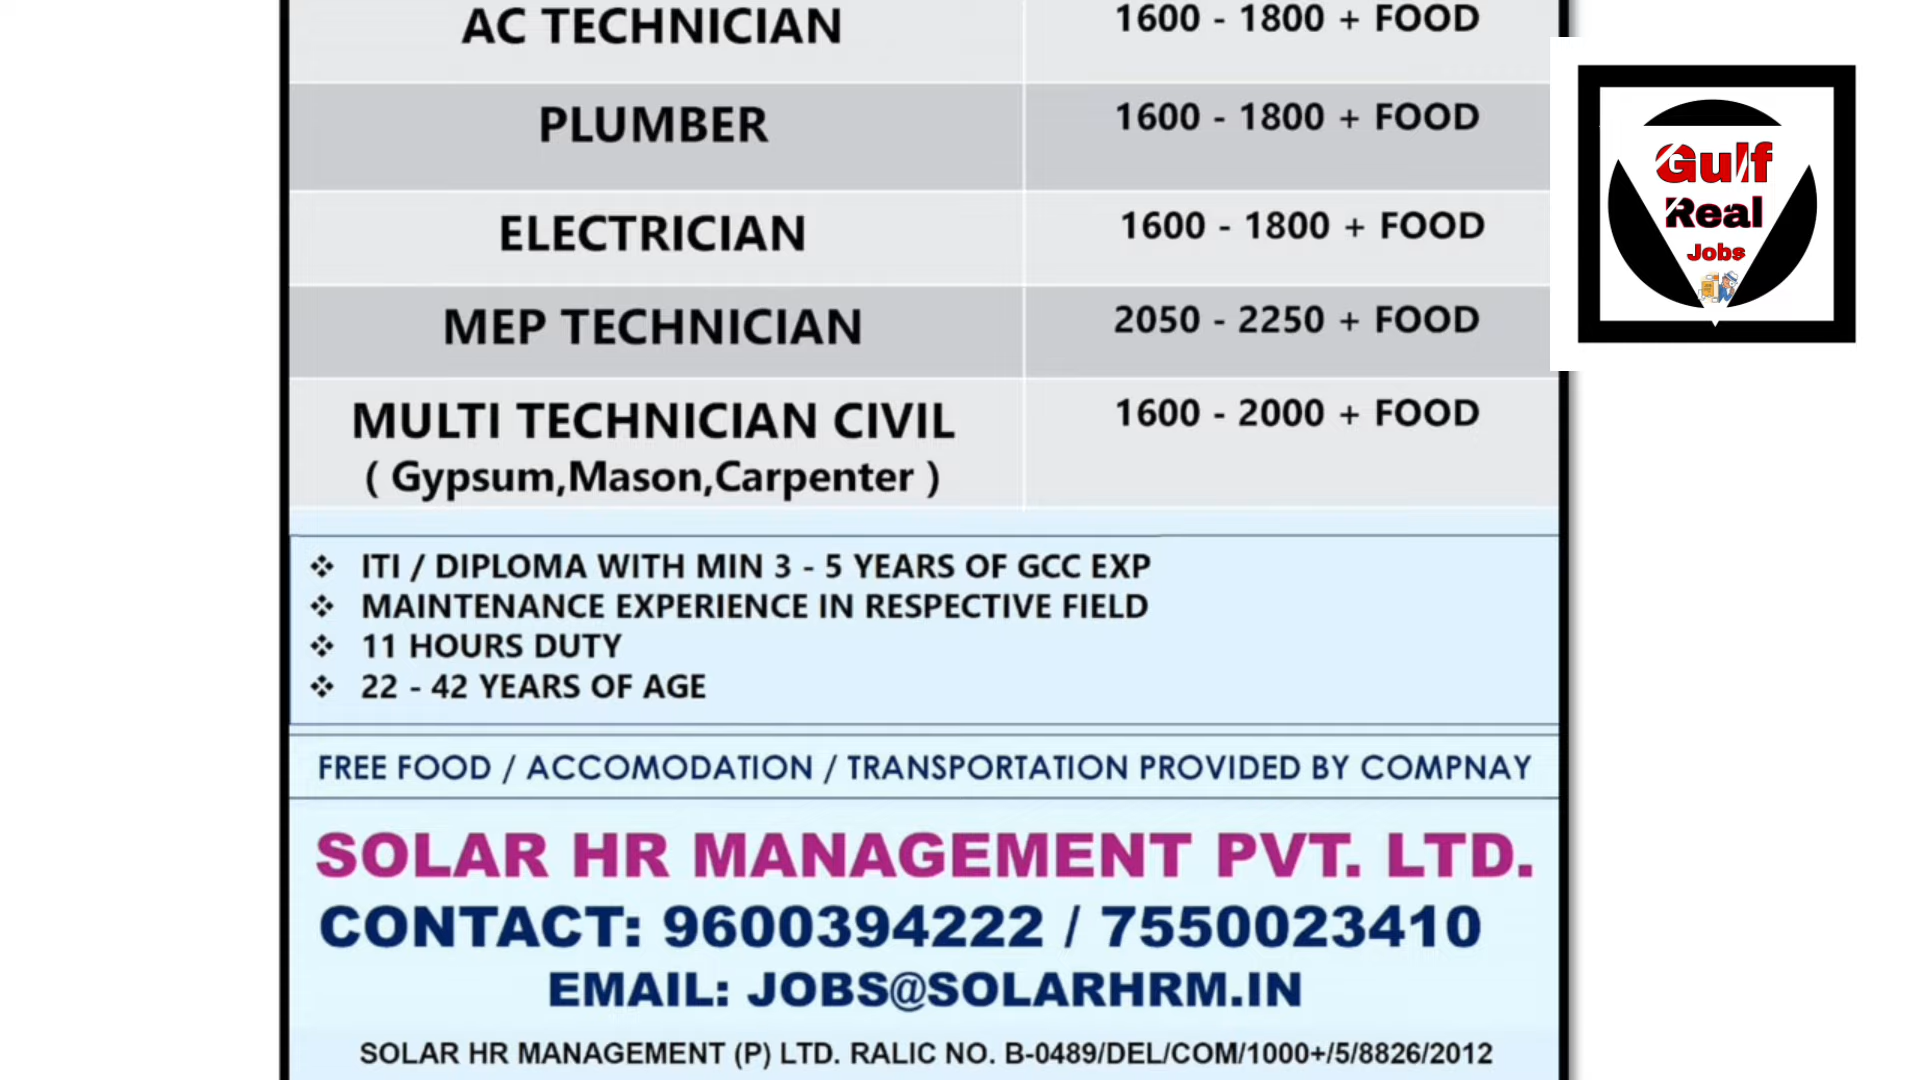 AC TECHNICIAN 1600 - 1800 + FOOD
PLUMBER 1600 - 1800 + FOOD
ELECTRICIAN 1600 - 1800 + FOOD
MEP TECHNICIAN 2050 - 2250 + FOOD
MULTI TECHNICIAN CIVIL 1600 - 2000 + FOOD
( Gypsum,Mason,Carpenter )
❖ ITI / DIPLOMA WITH MIN 3 - 5 YEARS OF GCC EXP
❖ MAINTENANCE EXPERIENCE IN RESPECTIVE FIELD
❖ 11 HOURS DUTY
❖ 22 - 42 YEARS OF AGE
FREE FOOD / ACCOMODATION / TRANSPORTATION PROVIDED BY COMPNAY
SOLAR HR MANAGEMENT PVT. LTD.
CONTACT: 9600394222 / 7550023410
EMAIL: JOBS@SOLARHRM.IN
SOLAR HR MANAGEMENT (P) LTD. RALIC NO. B-0489/DEL/COM/1000+/5/8826/2012
Gulf
Real
Jobs